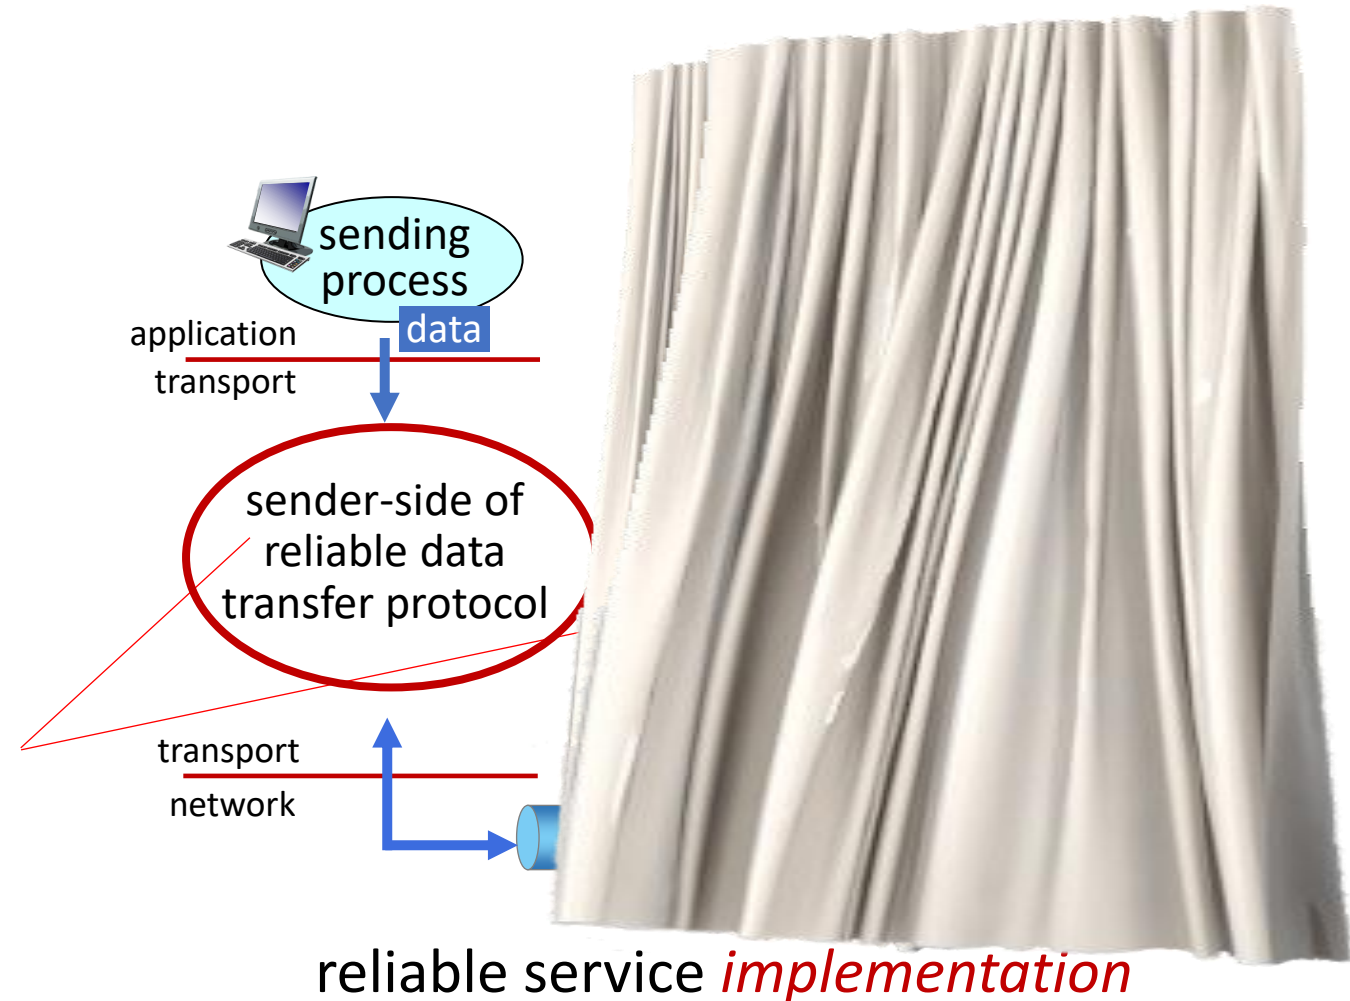 sending
process
data
application
transport
sender-side of
reliable data
transfer protocol
transport
network
reliable service implementation